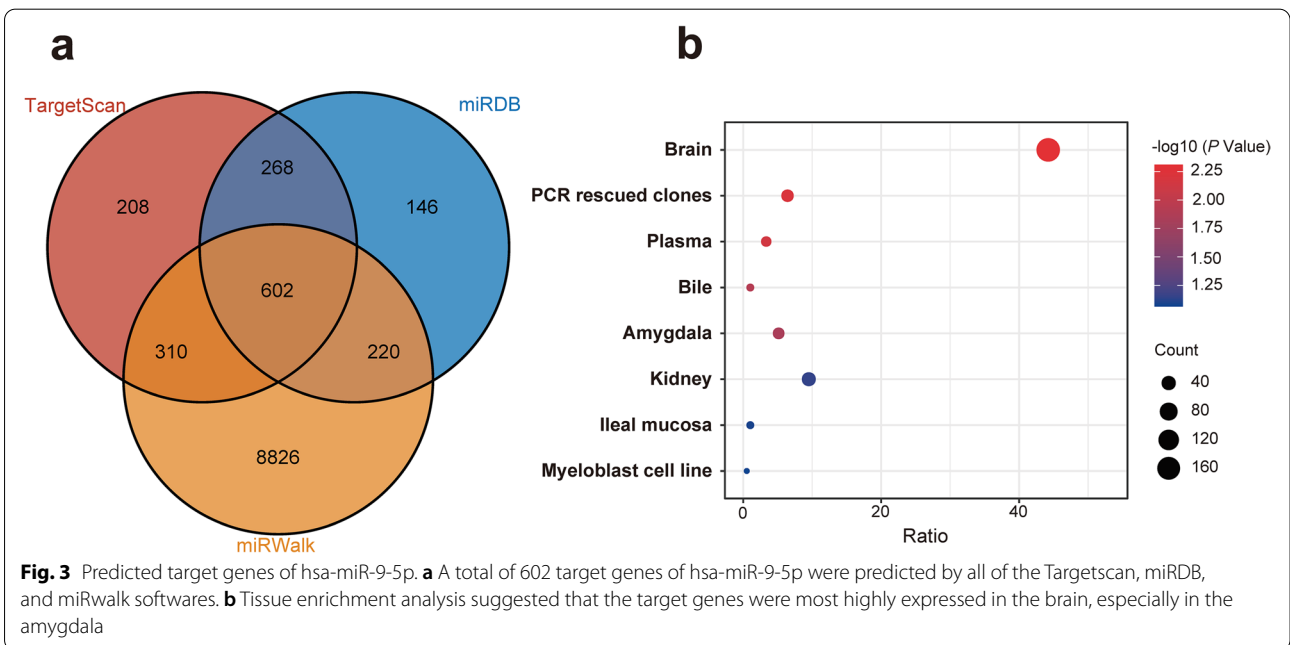 a
TargetScan
miRDB
268
208
146
602
310
220
8826
miRWalk
b
Brain
PCR rescued clones
Plasma
Bile
Amygdala
Kidney
Ileal mucosa
Myeloblast cell line
0
20
40
Ratio
-log10 (P Value)
2.25
2.00
1.75
1.50
1.25
Count
40
80
120
160
Fig. 3 Predicted target genes of hsa-miR-9-5p. a A total of 602 target genes of hsa-miR-9-5p were predicted by all of the Targetscan, miRDB,
and miRwalk softwares. b Tissue enrichment analysis suggested that the target genes were most highly expressed in the brain, especially in the
amygdala